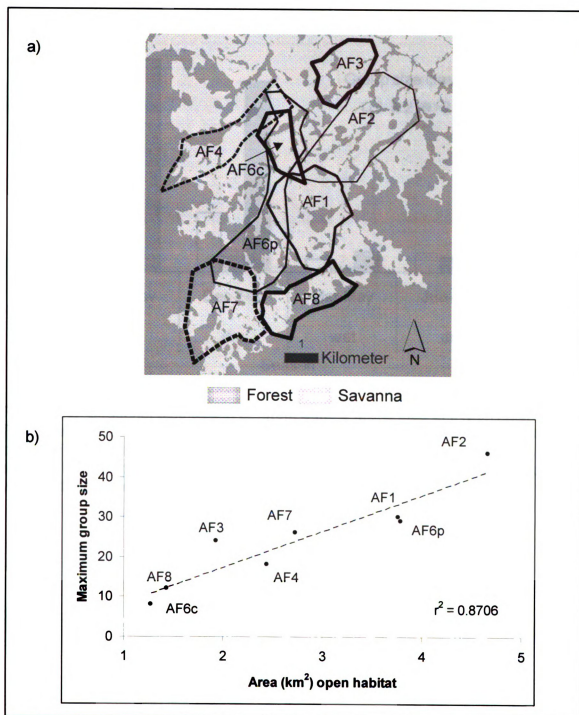 a)
AF3
AF2
AF4
AF6c
AF1
AF6p
AF7
AF8
1
Kilometer
N
Forest Savanna
b)
Maximum group size
50
40
30
20
10
0
AF2
AF1
AF7
AF3
AF6p
AF4
AF8
AF6c
r² = 0.8706
1 2 3 4 5
Area (km²) open habitat